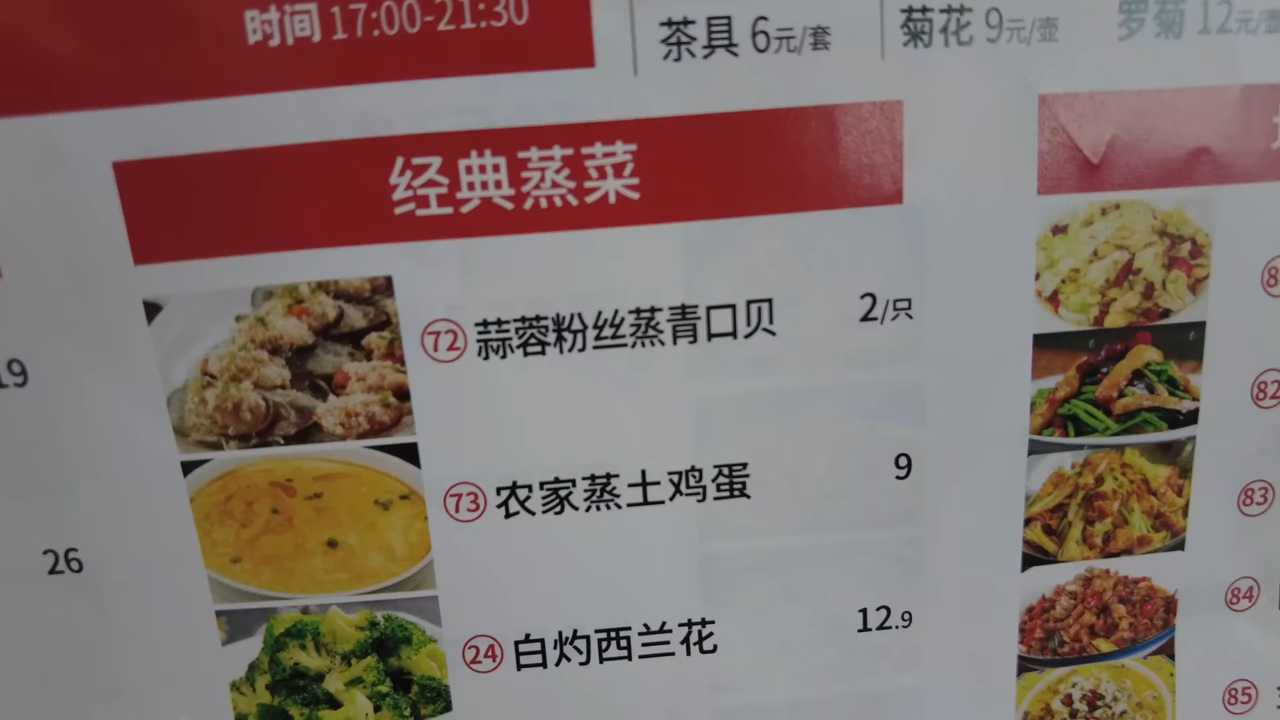 时间 17:00-21:30
茶具 6元/套
菊花 9元/壶
罗菊 12元/壶
经典蒸菜
72 蒜蓉粉丝蒸青口贝 2/只
19
73 农家蒸土鸡蛋 9
26
24 白灼西兰花 12.9
82
83
84
85